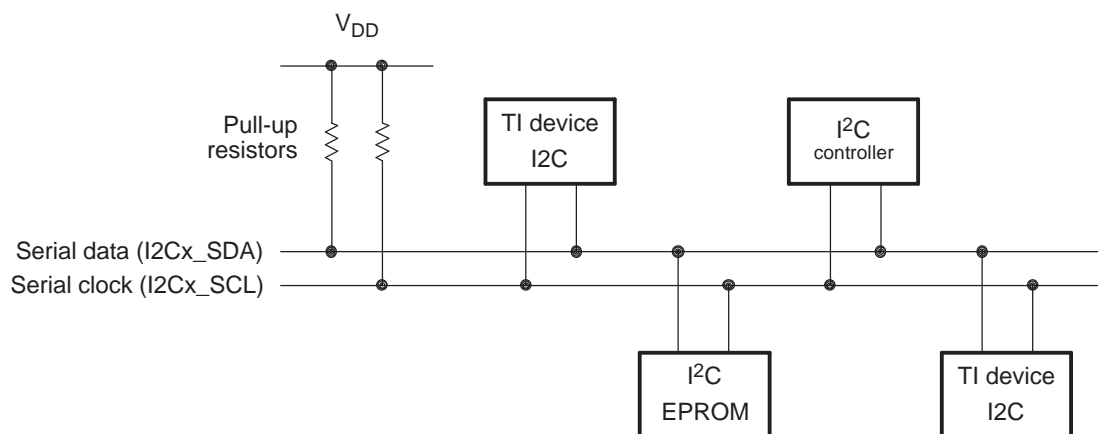 VDD
Pull-up
resistors
TI device
I2C
I2C
controller
Serial data (I2Cx_SDA)
Serial clock (I2Cx_SCL)
I2C
EPROM
TI device
I2C